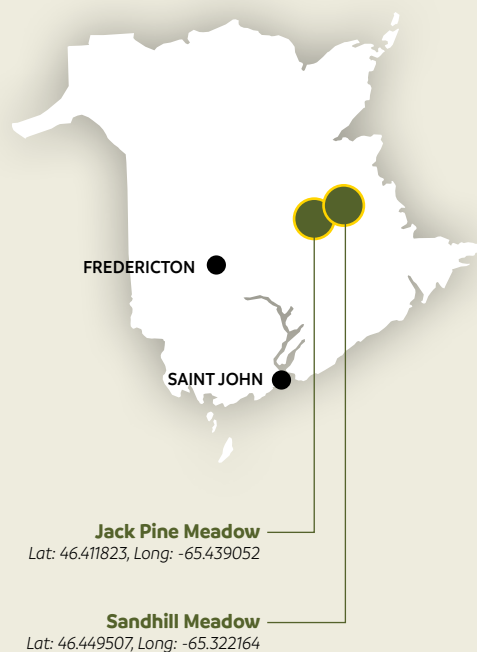 FREDERICTON
SAINT JOHN
Jack Pine Meadow
Lat: 46.411823, Long: -65.439052
Sandhill Meadow
Lat: 46.449507, Long: -65.322164